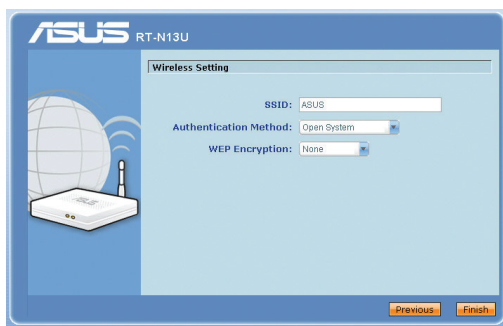 ASUS RT-N13U
Wireless Setting
SSID: ASUS
Authentication Method: Open System
WEP Encryption: None
Previous Finish